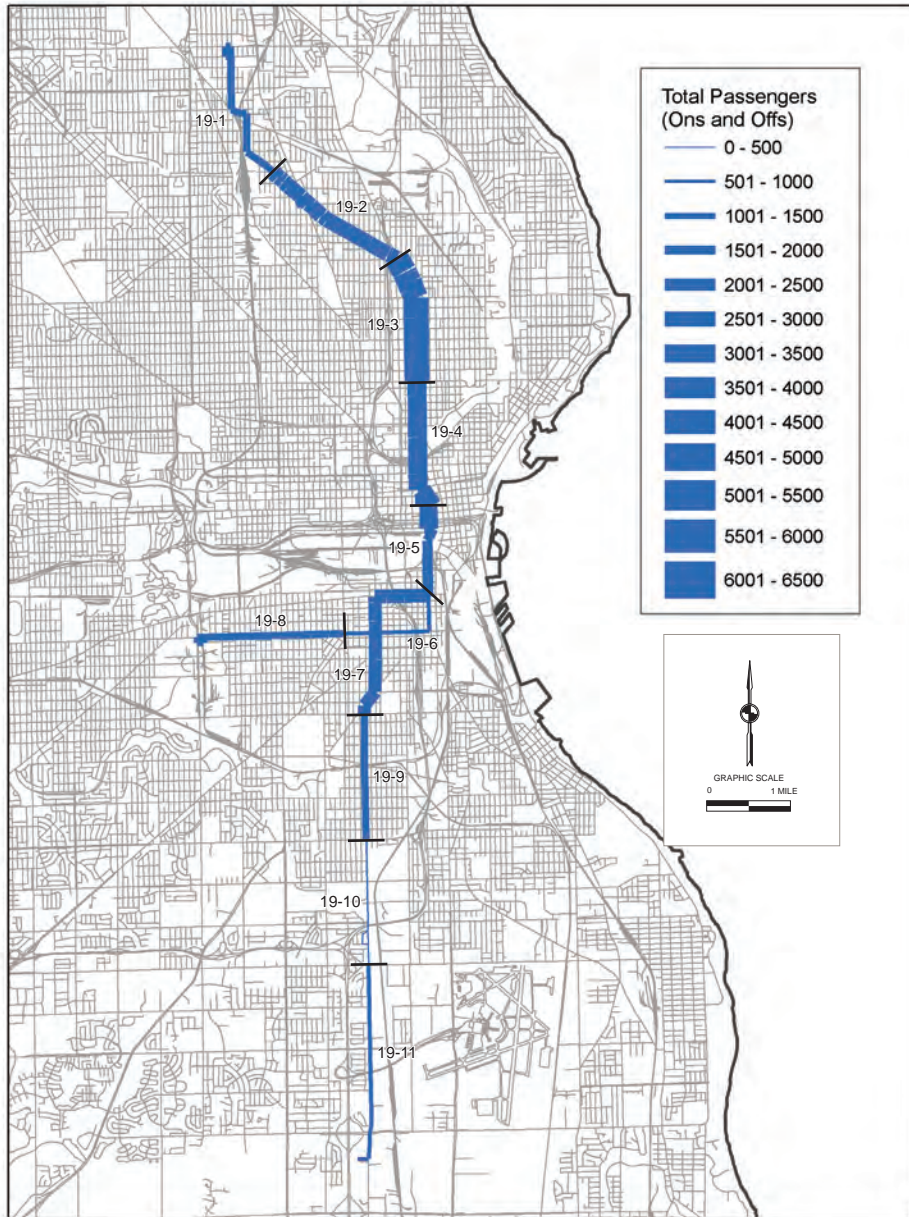 Total Passengers
(Ons and Offs)
0 - 500
501 - 1000
1001 - 1500
1501 - 2000
2001 - 2500
2501 - 3000
3001 - 3500
3501 - 4000
4001 - 4500
4501 - 5000
5001 - 5500
5501 - 6000
6001 - 6500
19-1
19-2
19-3
19-4
19-5
19-8
19-6
19-7
19-9
19-10
19-11
GRAPHIC SCALE
0 1 MILE